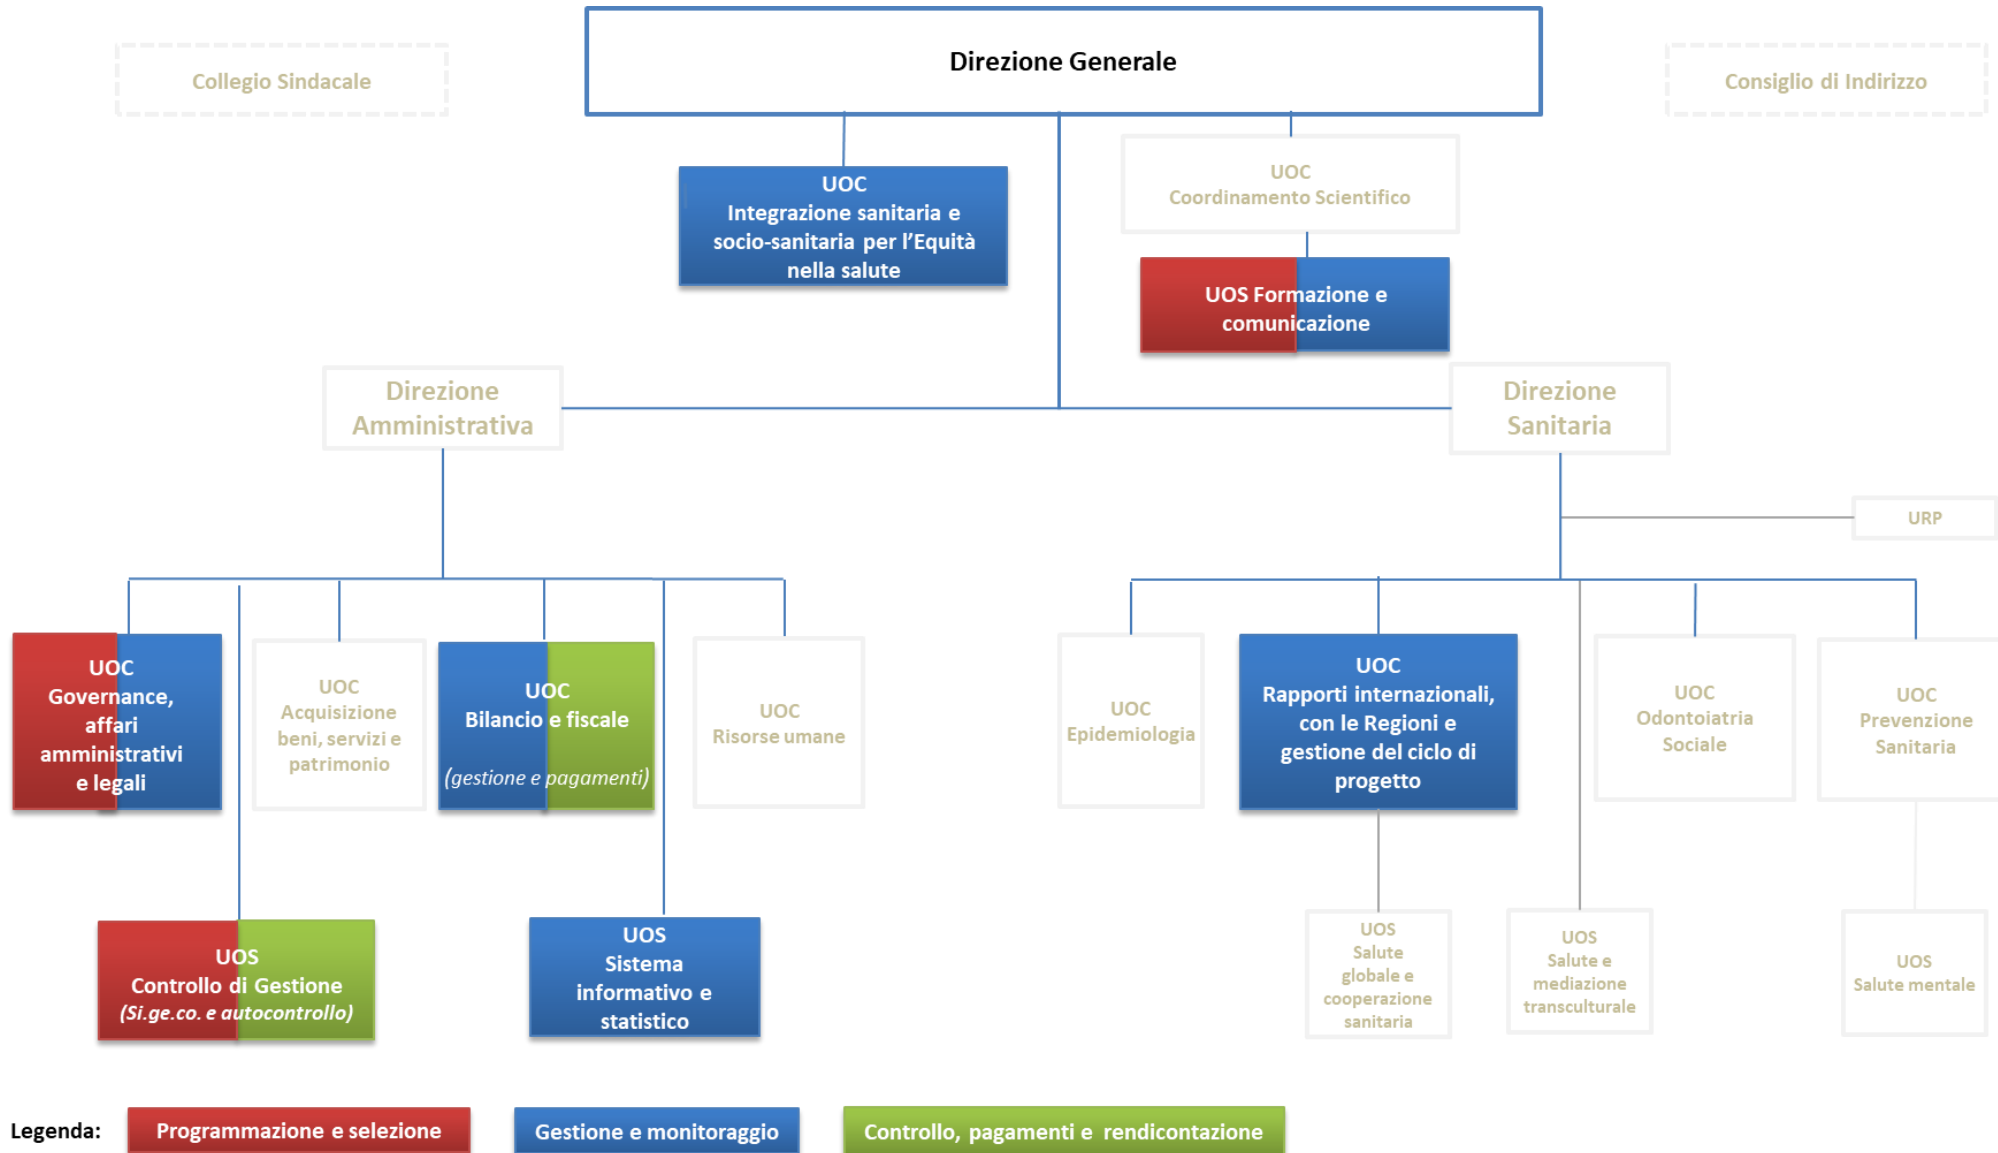 Direzione Generale
Collegio Sindacale
Consiglio di Indirizzo
UOC
Integrazione sanitaria e
socio-sanitaria per l’Equità
nella salute
UOC
Coordinamento Scientifico
UOS Formazione e
comunicazione
Direzione
Amministrativa
Direzione
Sanitaria
URP
UOC
Governance,
affari
amministrativi
e legali
UOC
Acquisizione
beni, servizi e
patrimonio
UOC
Bilancio e fiscale
(gestione e pagamenti)
UOC
Risorse umane
UOC
Epidemiologia
UOC
Rapporti internazionali,
con le Regioni e
gestione del ciclo di
progetto
UOC
Odontoiatria
Sociale
UOC
Prevenzione
Sanitaria
UOS
Controllo di Gestione
(Si.ge.co. e autocontrollo)
UOS
Sistema
informativo e
statistico
UOS
Salute
globale e
cooperazione
sanitaria
UOS
Salute e
mediazione
transculturale
UOS
Salute mentale
Legenda:
Programmazione e selezione
Gestione e monitoraggio
Controllo, pagamenti e rendicontazione